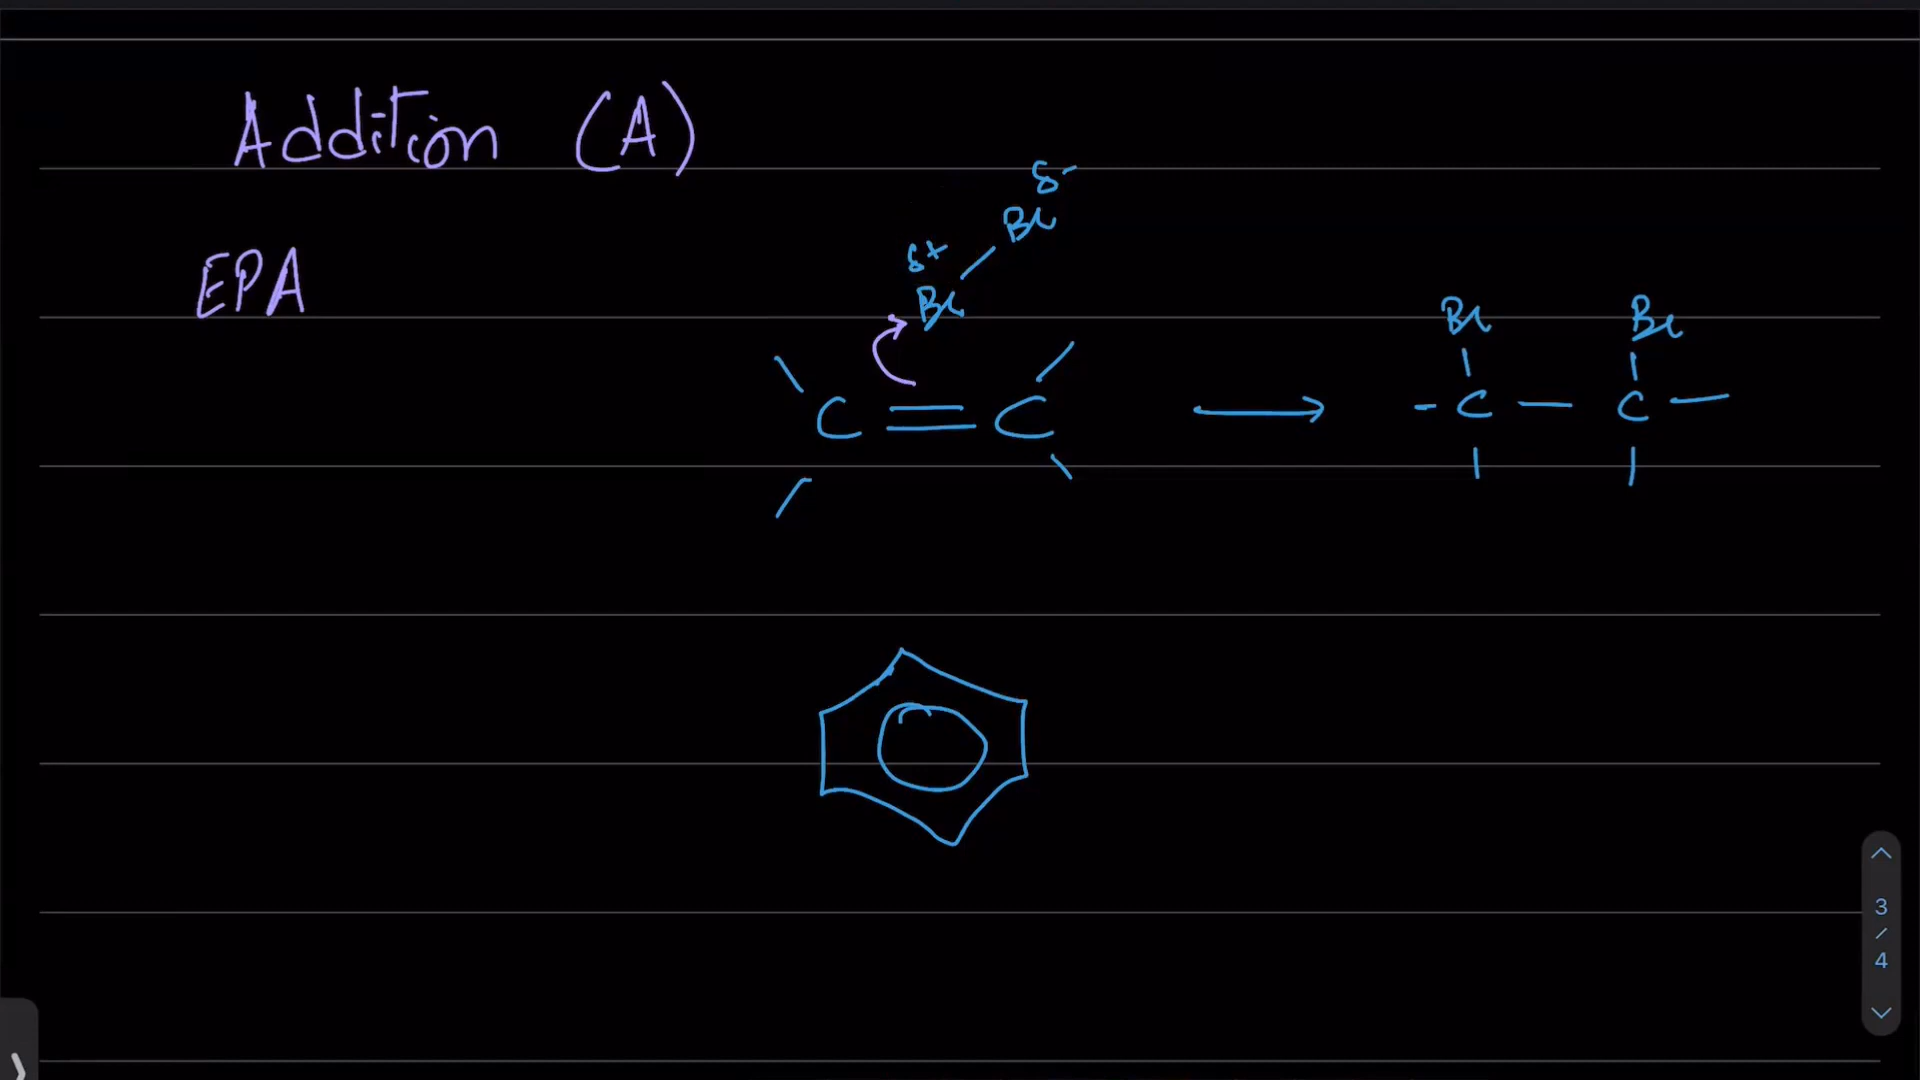 Addition (A)
δ-
Br
EPA
δ+
Br
Br Br
C = C → - C - C -
3
/
4